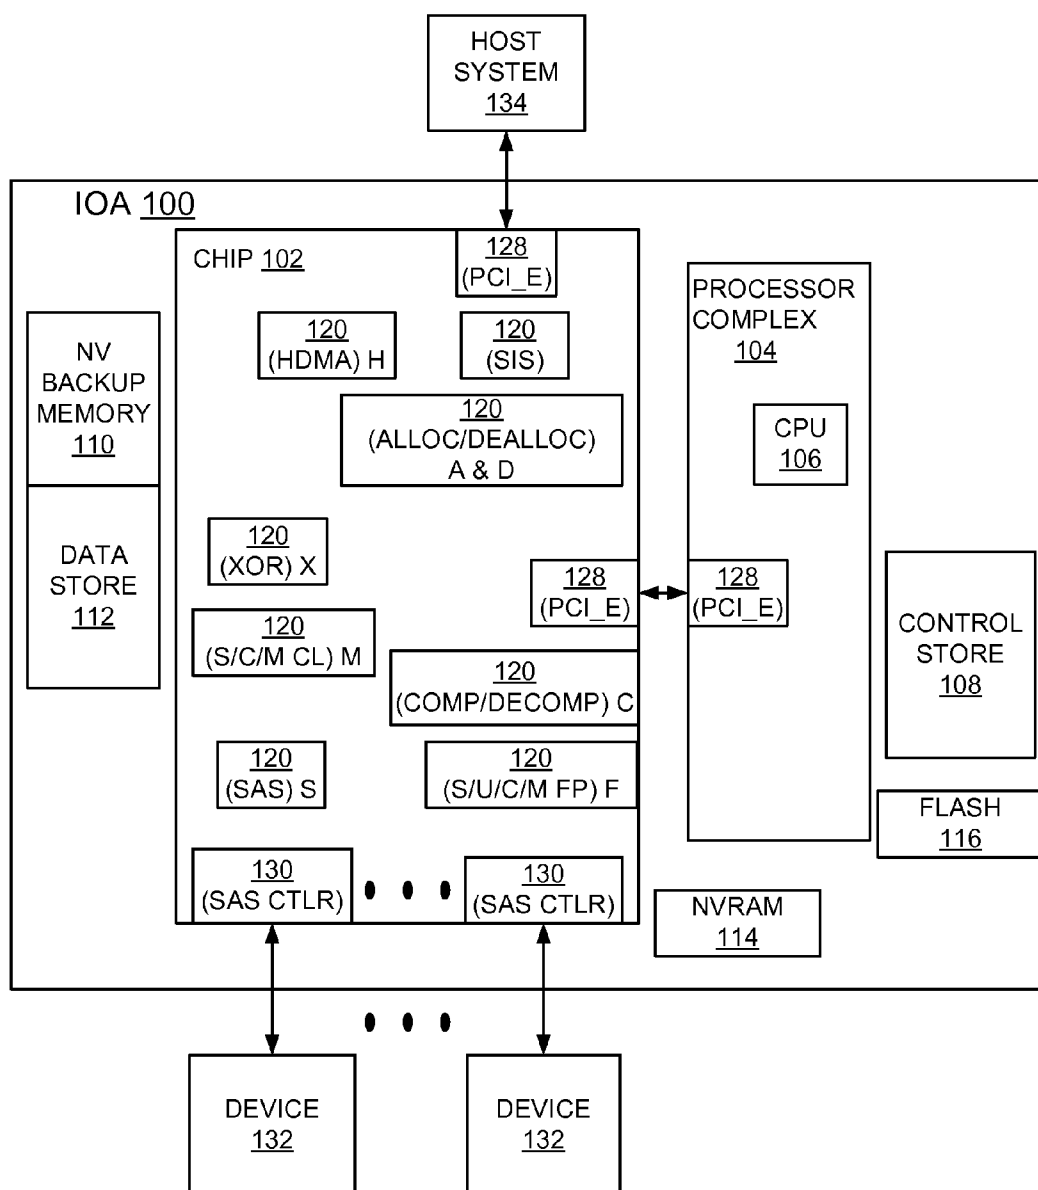 HOST
SYSTEM
134
IOA 100
CHIP 102
128
(PCI_E)
PROCESSOR
COMPLEX
104
NV
BACKUP
MEMORY
110
120
(HDMA) H
120
(SIS)
120
(ALLOC/DEALLOC)
A & D
CPU
106
DATA
STORE
112
120
(XOR) X
128
(PCI_E)
128
(PCI_E)
CONTROL
STORE
108
120
(S/C/M CL) M
120
(COMP/DECOMP) C
120
(SAS) S
120
(S/U/C/M FP) F
FLASH
116
130
(SAS CTLR)
130
(SAS CTLR)
NVRAM
114
DEVICE
132
DEVICE
132